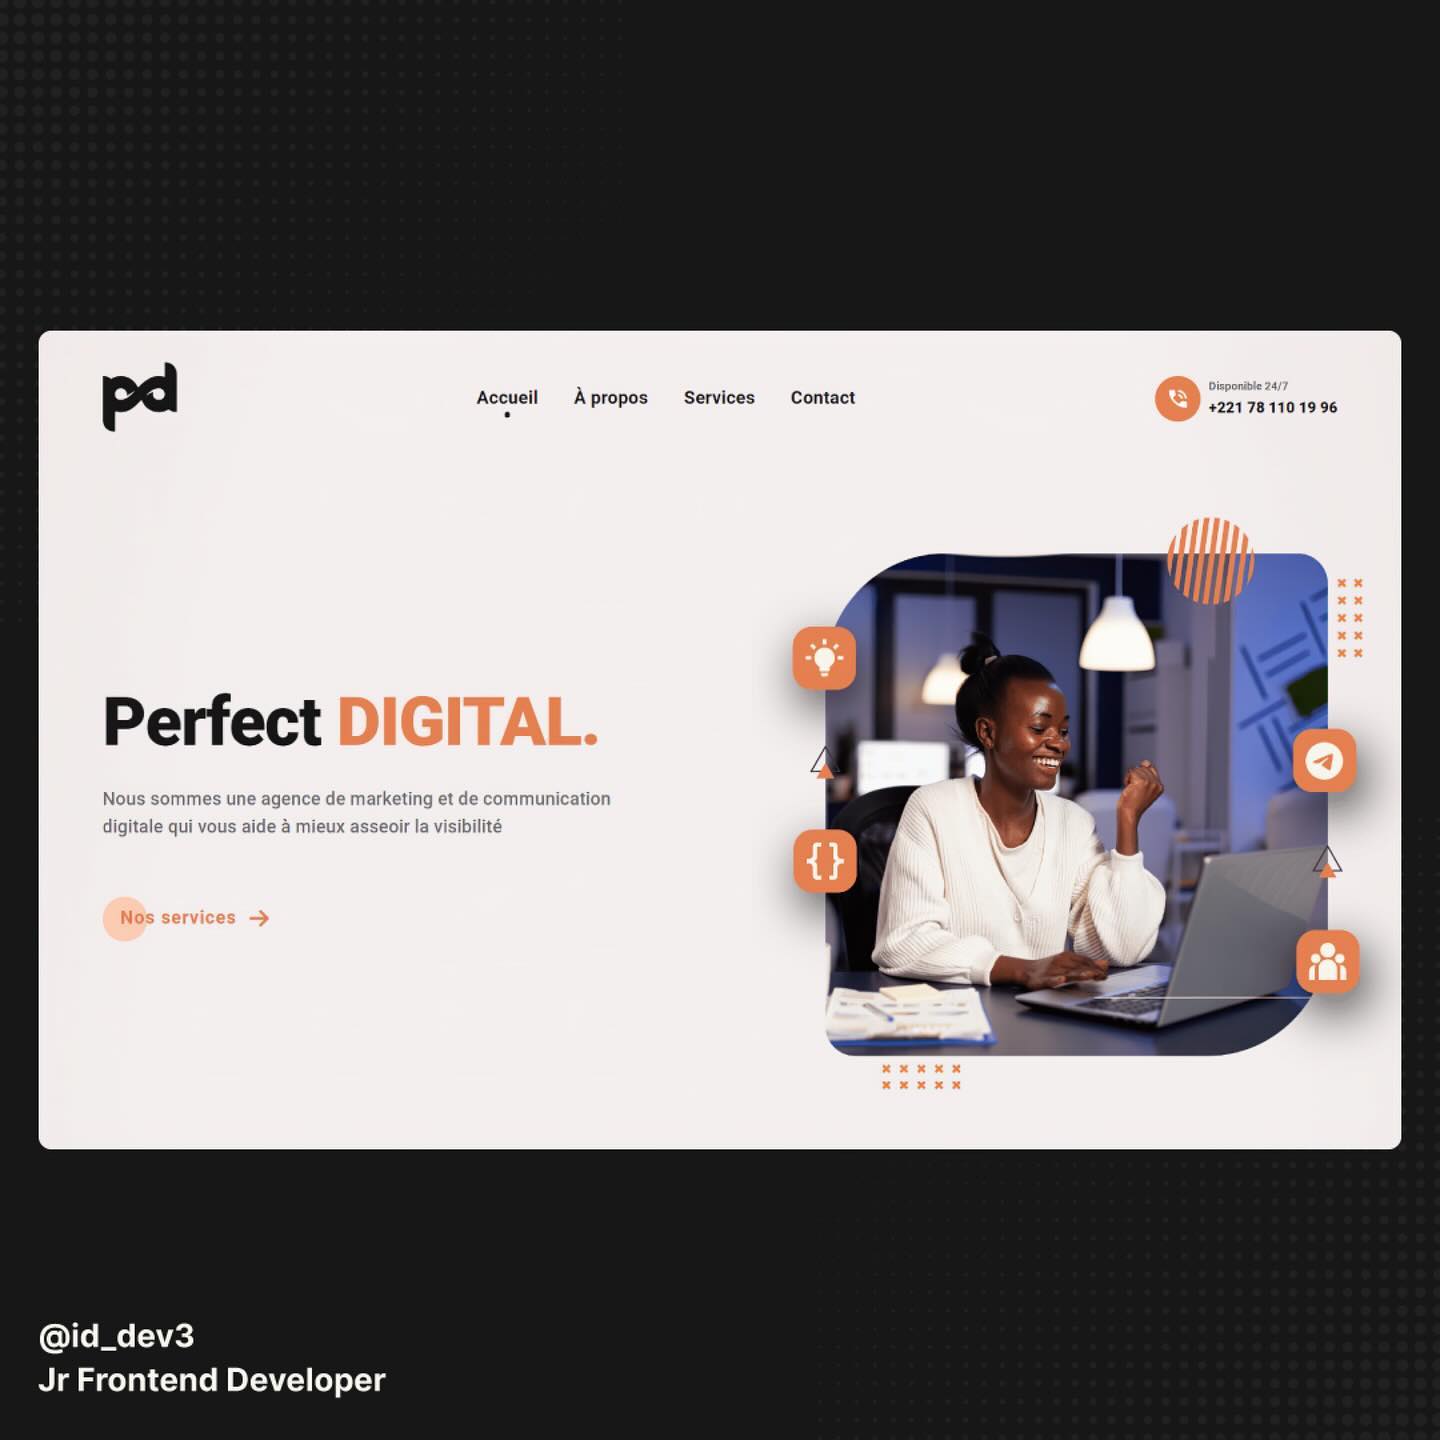 pd
Accueil
À propos
Services
Contact
Disponible 24/7
+221 78 110 19 96
Perfect DIGITAL.
Nous sommes une agence de marketing et de communication
digitale qui vous aide à mieux asseoir la visibilité
Nos services
{}
@id_dev3
Jr Frontend Developer